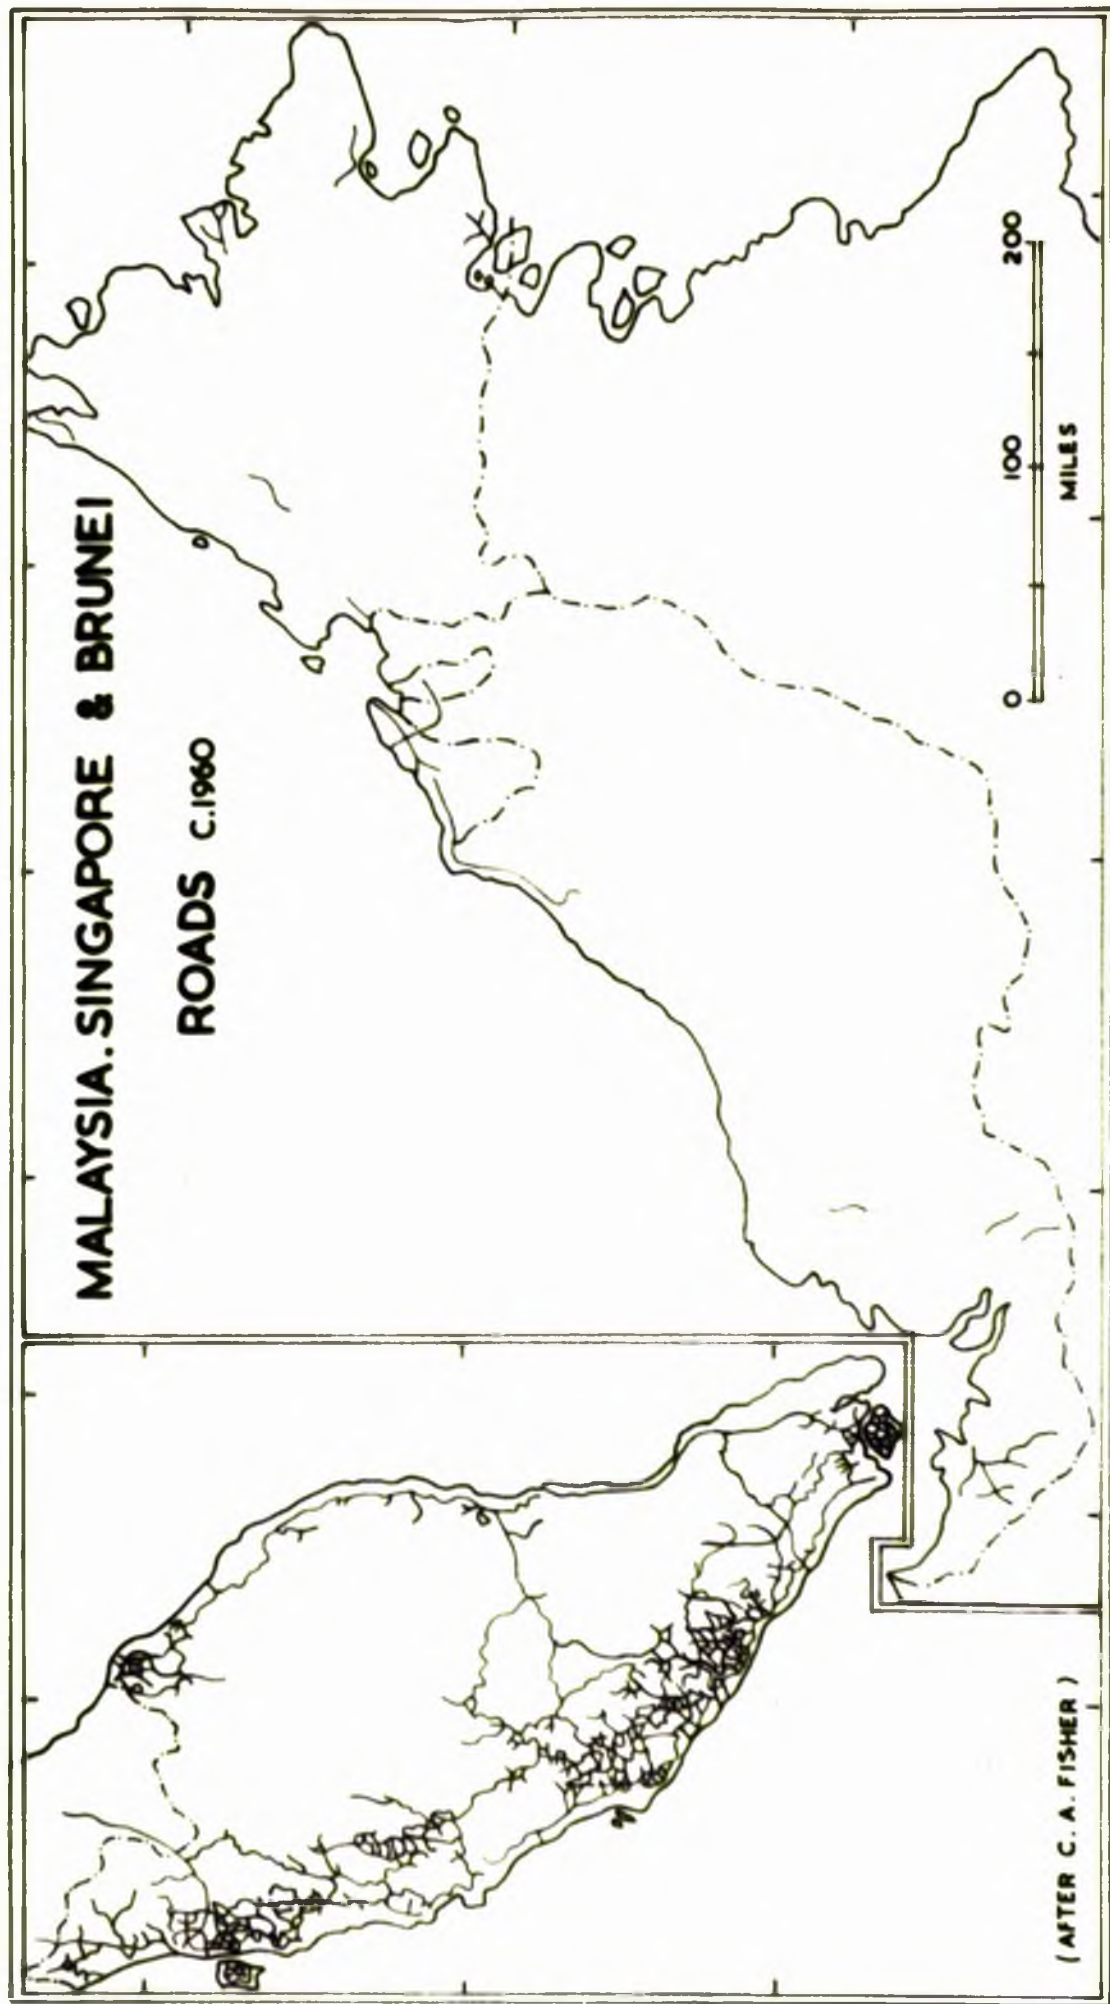 MALAYSIA. SINGAPORE & BRUNEI
ROADS C.1960
0 100 200
MILES
(AFTER C. A. FISHER)